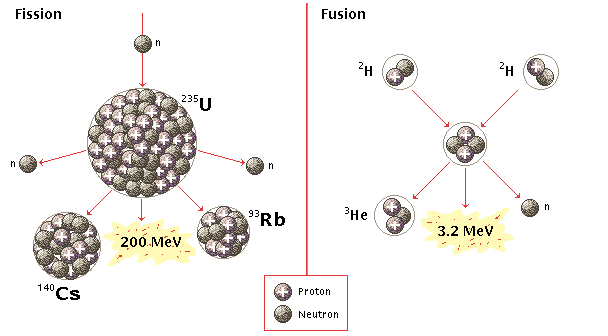 Fission
n
²³⁵U
n
n
⁹³Rb
200 MeV
¹⁴⁰Cs
Fusion
²H
²H
³He
3.2 MeV
n
Proton
Neutron